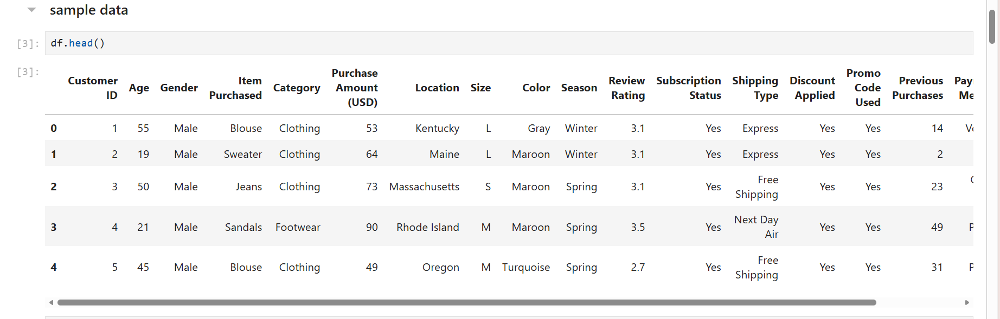 sample data
[3]: df.head()
[3]:
Customer ID Age Gender Item Purchased Category Purchase Amount (USD) Location Size Color Season Review Rating Subscription Status Shipping Type Discount Applied Promo Code Used Previous Purchases
0 1 55 Male Blouse Clothing 53 Kentucky L Gray Winter 3.1 Yes Express Yes Yes 14
1 2 19 Male Sweater Clothing 64 Maine L Maroon Winter 3.1 Yes Express Yes Yes 2
2 3 50 Male Jeans Clothing 73 Massachusetts S Maroon Spring 3.1 Yes Free Shipping Yes Yes 23
3 4 21 Male Sandals Footwear 90 Rhode Island M Maroon Spring 3.5 Yes Next Day Air Yes Yes 49
4 5 45 Male Blouse Clothing 49 Oregon M Turquoise Spring 2.7 Yes Free Shipping Yes Yes 31